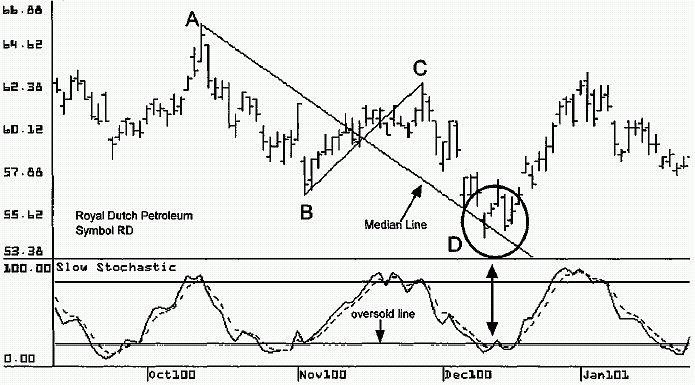 66.88
64.62
62.38
60.12
57.88
55.62
53.38
A
C
B
D
Royal Dutch Petroleum
Symbol RD
Median Line
100.00
Slow Stochastic
oversold line
0.00
Oct100
Nov100
Dec100
Jan101